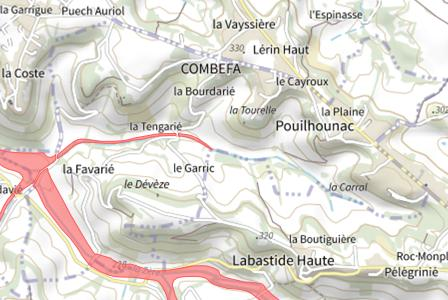 la Garrigue
Puech Auriol
la Vayssière
l'Espinasse
330
Lérin Haut
la Coste
COMBEFA
le Cayroux
la Bourdarié
la Tourelle
la Plaine
302
la Tengarié
Pouilhounac
la Favarié
le Garric
le Dévèze
la Carral
davié
.320
la Boutiguière
Roc-Monpl
Labastide Haute
Pélégrinié